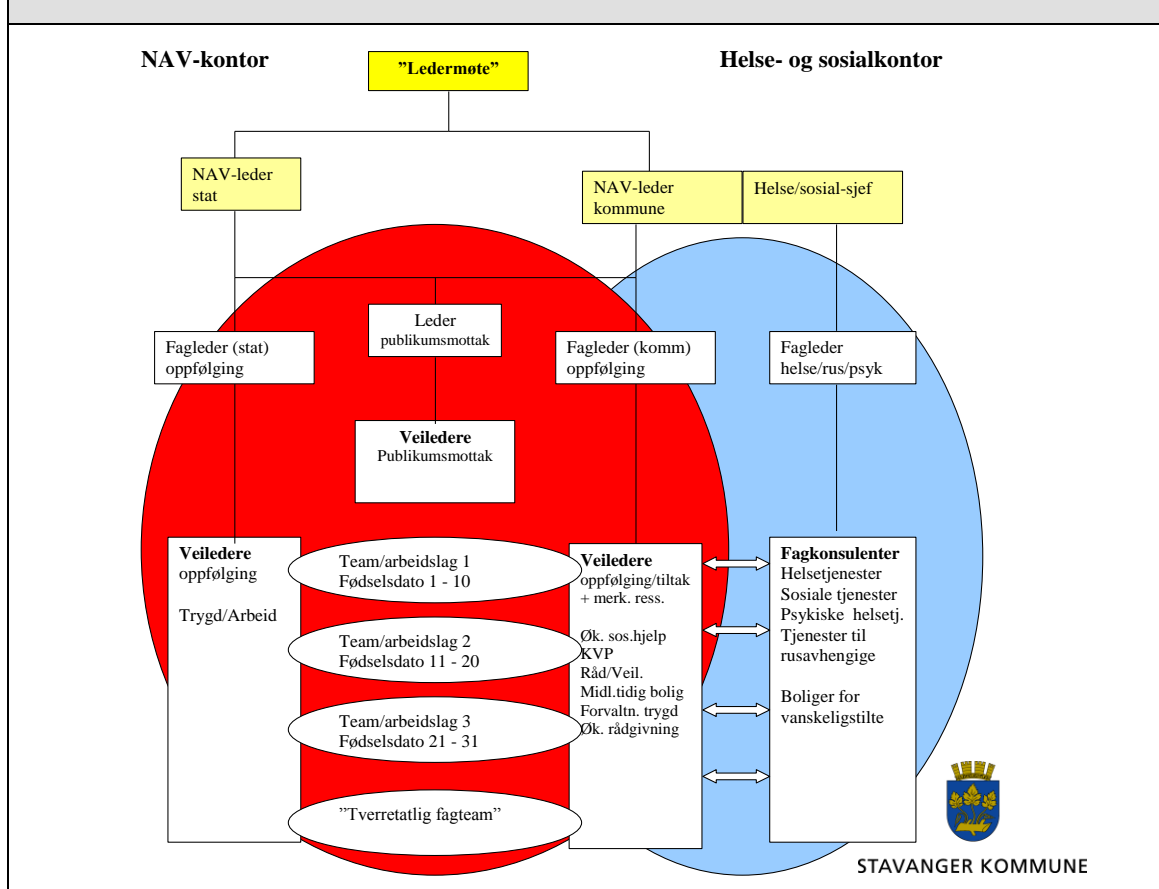 NAV-kontor
”Ledermøte”
Helse- og sosialkontor
NAV-leder
stat
NAV-leder
kommune
Helse/sosial-sjef
Leder
publikumsmottak
Fagleder (stat)
oppfølging
Fagleder (komm)
oppfølging
Fagleder
helse/rus/psyk
Veiledere
Publikumsmottak
Veiledere
oppfølging
Trygd/Arbeid
Team/arbeidslag 1
Fødselsdato 1 - 10
Team/arbeidslag 2
Fødselsdato 11 - 20
Team/arbeidslag 3
Fødselsdato 21 - 31
”Tverretatlig fagteam”
Veiledere
oppfølging/tiltak
+ merk. ress.
Øk. sos.hjelp
KVP
Råd/Veil.
Midl.tidig bolig
Forvaltn. trygd
Øk. rådgivning
Fagkonsulenter
Helsetjenester
Sosiale tjenester
Psykiske helsetj.
Tjenester til
rusavhengige
Boliger for
vanskeligstilte
STAVANGER KOMMUNE